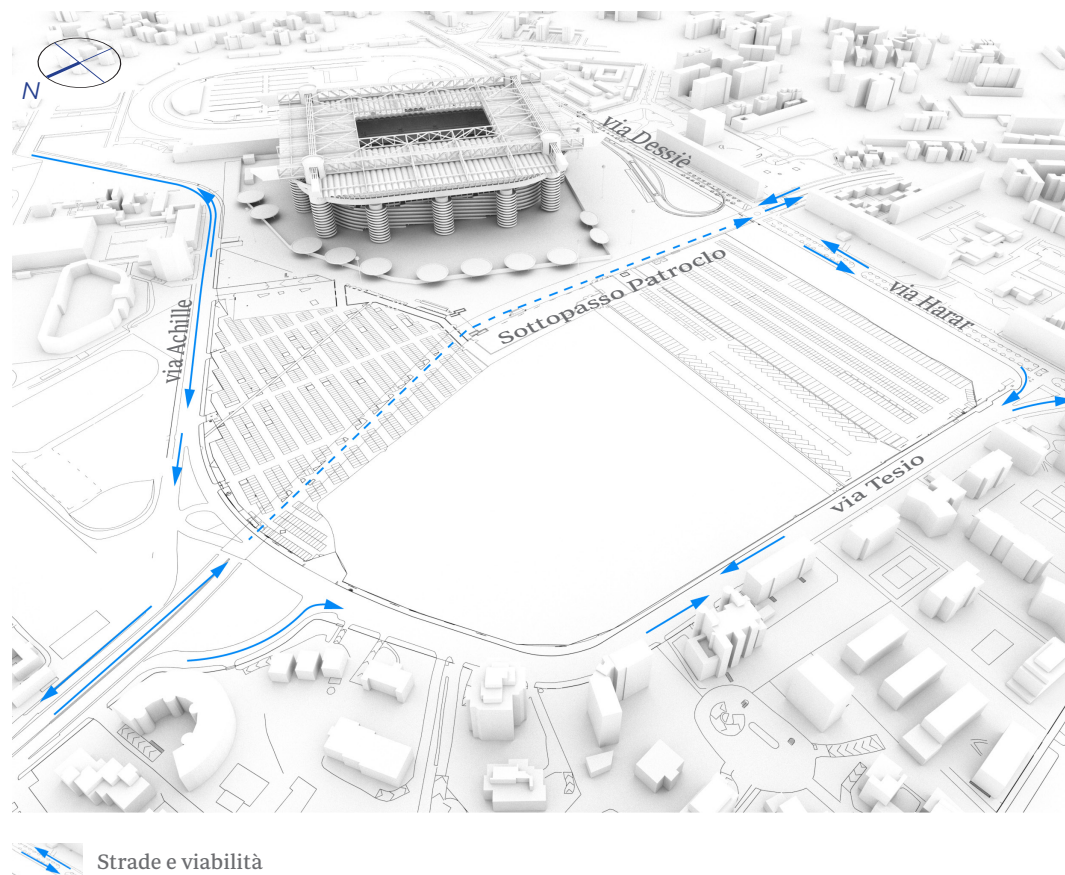 N
via Dessiè
via Achille
Sottopasso Patroclo
via Harar
via Tesio
Strade e viabilità